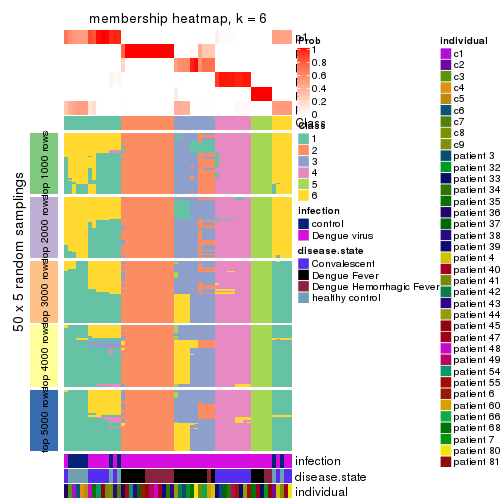 membership heatmap, k = 6
p1
Prob
1
0.8
0.6
0.4
0.2
0
Class
Class
1
2
3
4
5
6
infection
control
Dengue virus
disease.state
Convalescent
Dengue Fever
Dengue Hemorrhagic Fever
healthy control
individual
c1
c2
c3
c4
c5
c6
c7
c8
c9
patient 3
patient 32
patient 33
patient 34
patient 35
patient 36
patient 37
patient 38
patient 39
patient 4
patient 40
patient 41
patient 42
patient 43
patient 44
patient 45
patient 47
patient 48
patient 49
patient 54
patient 55
patient 6
patient 60
patient 66
patient 68
patient 7
patient 80
patient 81
50 x 5 random samplings
top 1000 rows
top 2000 rows
top 3000 rows
top 4000 rows
top 5000 rows
infection
disease.state
individual